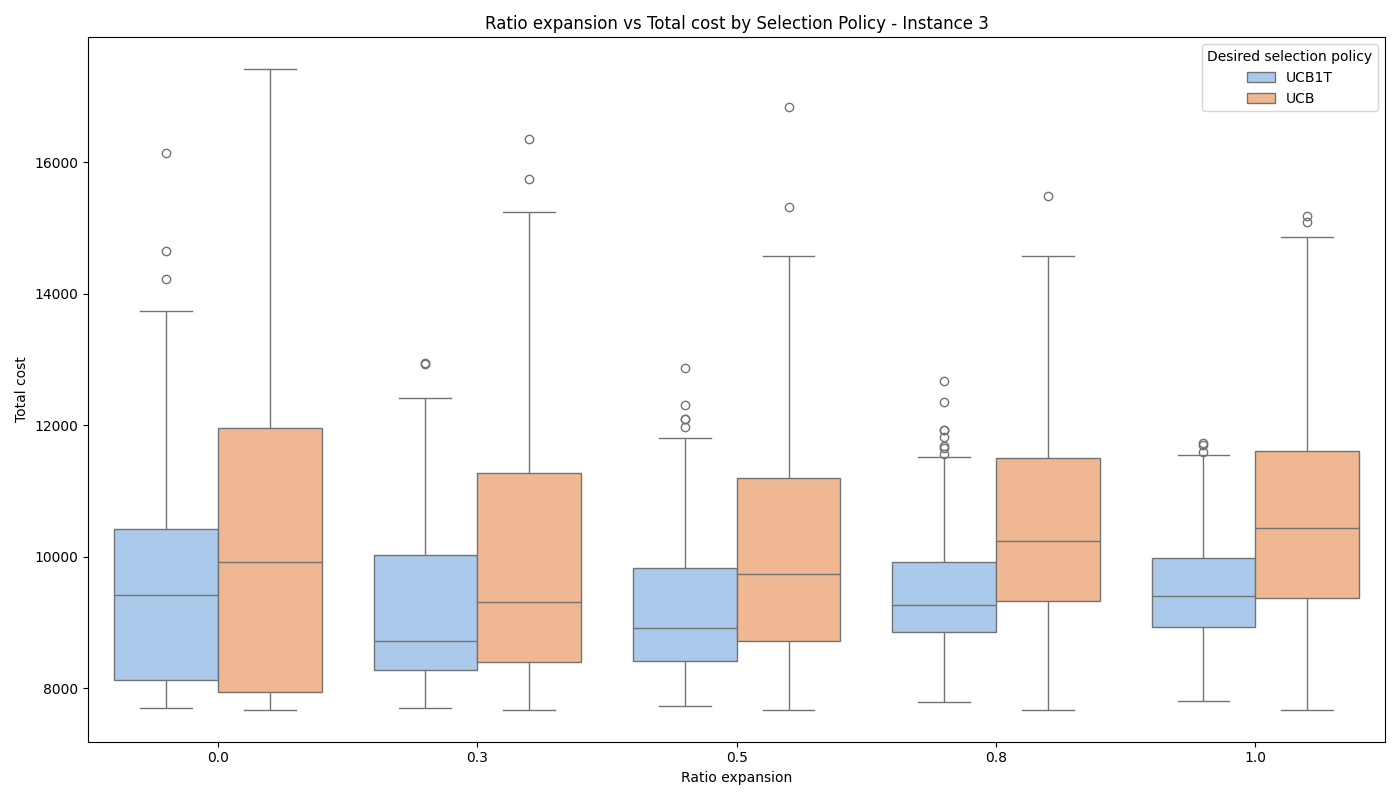 Ratio expansion vs Total cost by Selection Policy - Instance 3
Desired selection policy
UCB1T
UCB
Total cost
16000
14000
12000
10000
8000
0.0
0.3
0.5
0.8
1.0
Ratio expansion